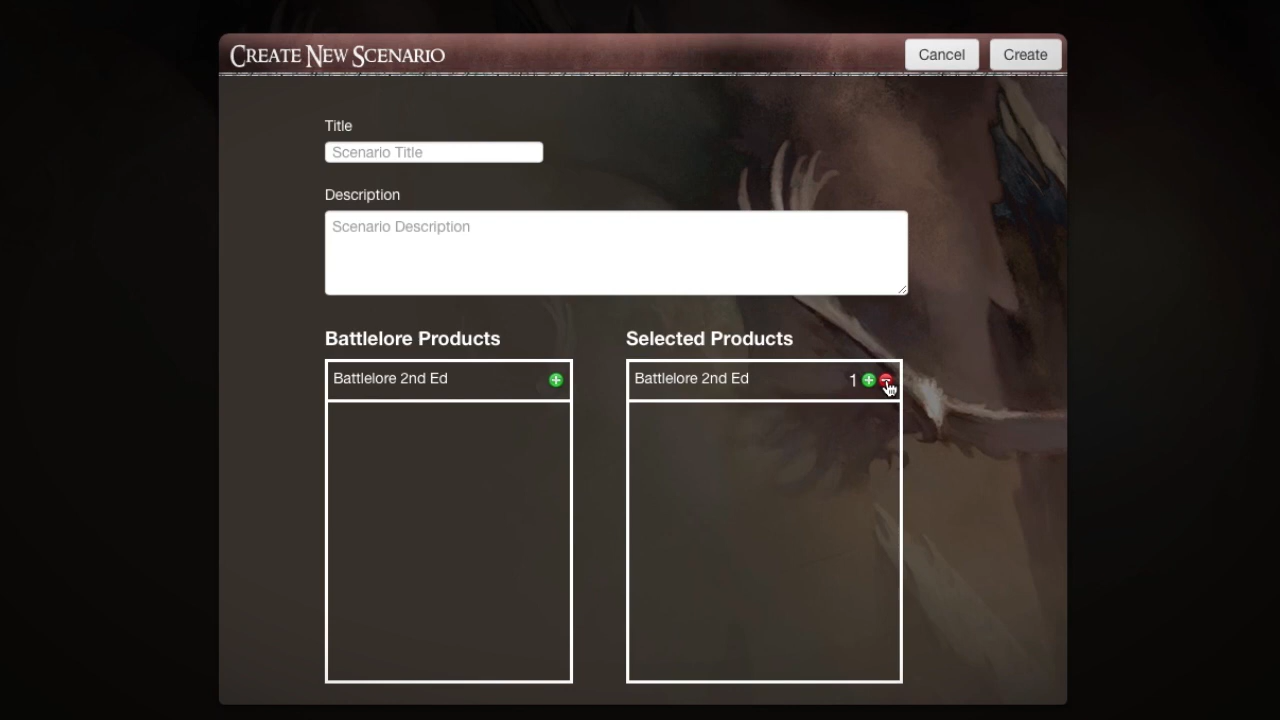 Create New Scenario
Cancel
Create
Title
Scenario Title
Description
Scenario Description
Battlelore Products
Selected Products
Battlelore 2nd Ed
Battlelore 2nd Ed 1